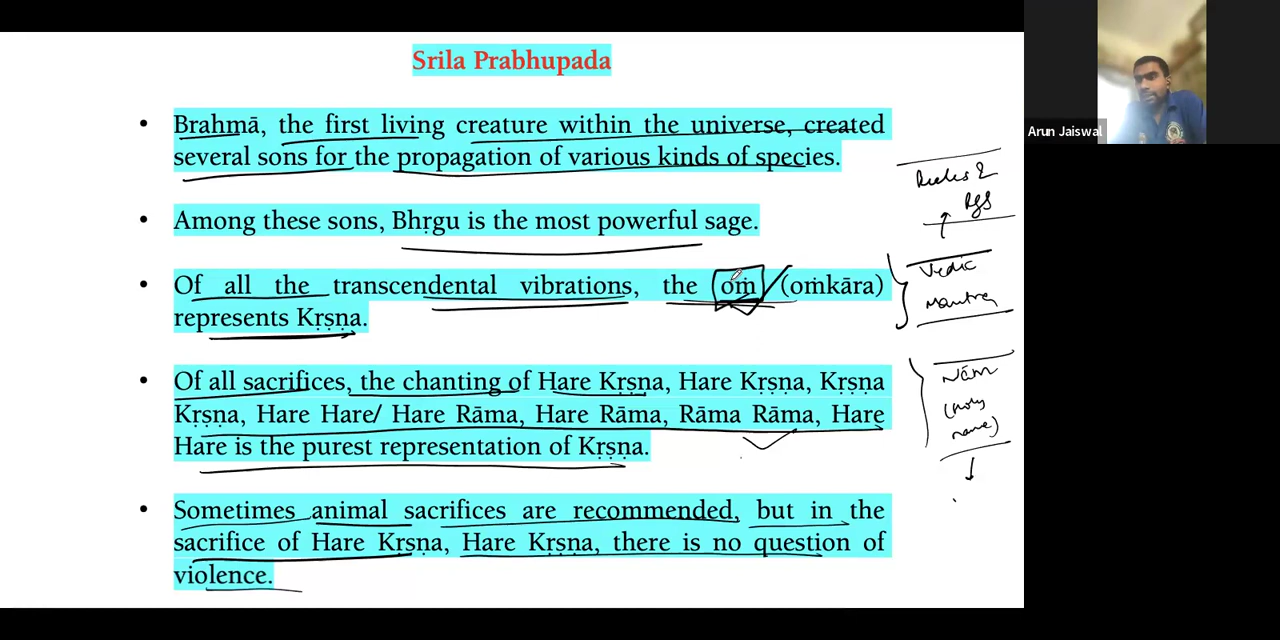 Srila Prabhupada
Arun Jaiswal
• Brahmā, the first living creature within the universe, created
several sons for the propagation of various kinds of species.
• Among these sons, Bhṛgu is the most powerful sage.
• Of all the transcendental vibrations, the oṁ (oṁkāra)
represents Kṛṣṇa.
• Of all sacrifices, the chanting of Hare Kṛṣṇa, Hare Kṛṣṇa, Kṛṣṇa
Kṛṣṇa, Hare Hare/ Hare Rāma, Hare Rāma, Rāma Rāma, Hare
Hare is the purest representation of Kṛṣṇa.
• Sometimes animal sacrifices are recommended, but in the
sacrifice of Hare Kṛṣṇa, Hare Kṛṣṇa, there is no question of
violence.
Rules &
Vedic
Mantra
Nām
(holy
name)